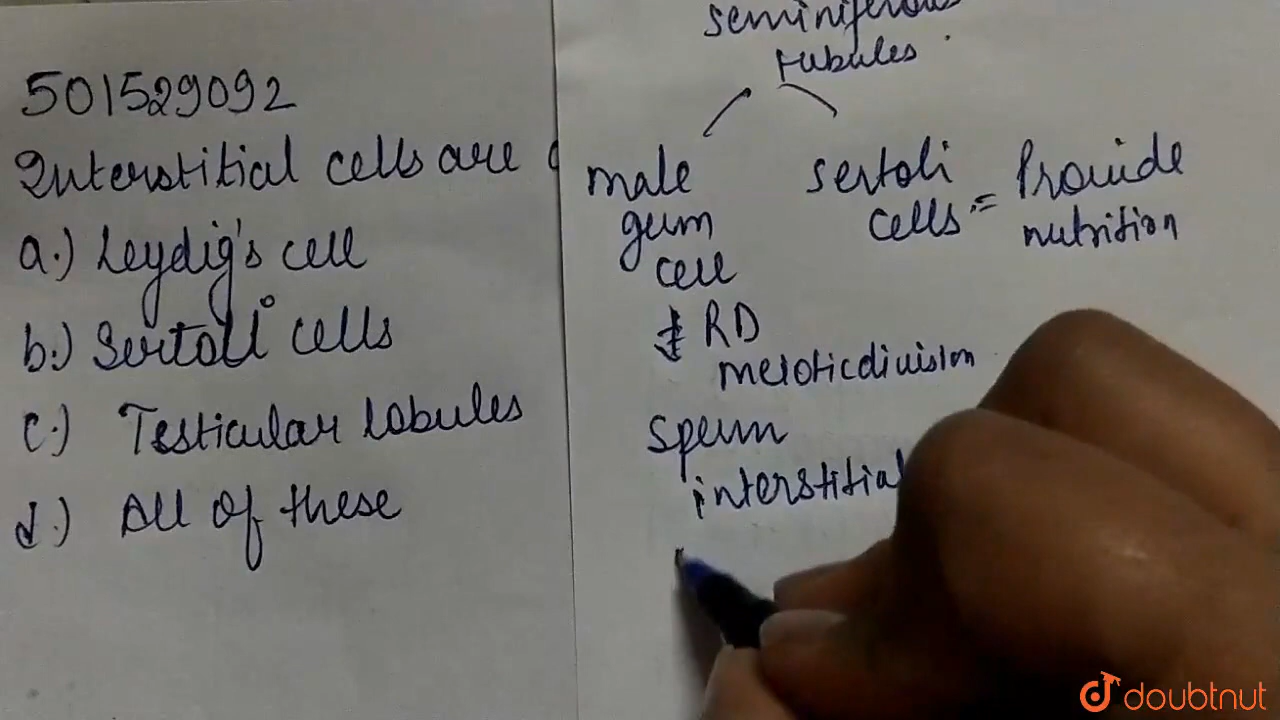 501529092
Interstitial cells are
a.) Leydig's cell
b.) Sertoli cells
c.) Testicular lobules
d.) All of these
seminiferous
tubules
male
gum
cell
sertoli
cells = Provide
nutrition
RD
meioticdivision
sperm
interstitial
doubtnut